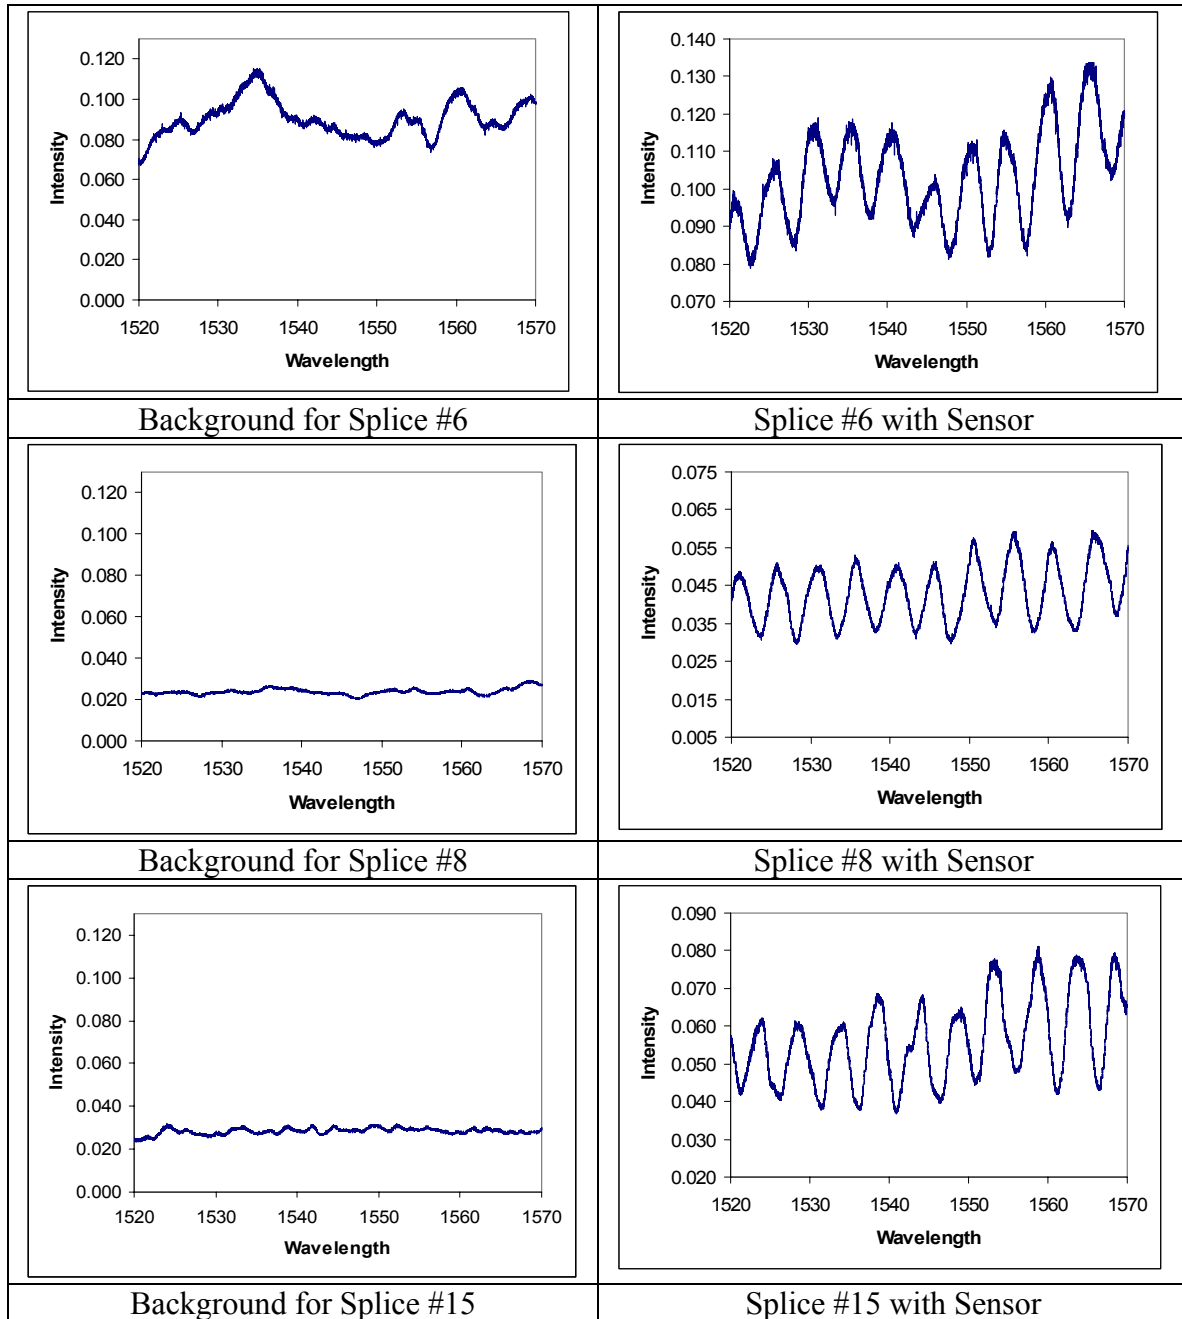 0.120
0.100
0.080
0.060
0.040
0.020
0.000
Intensity
1520 1530 1540 1550 1560 1570
Wavelength
Background for Splice #6
0.140
0.130
0.120
0.110
0.100
0.090
0.080
0.070
Intensity
1520 1530 1540 1550 1560 1570
Wavelength
Splice #6 with Sensor
0.120
0.100
0.080
0.060
0.040
0.020
0.000
Intensity
1520 1530 1540 1550 1560 1570
Wavelength
Background for Splice #8
0.075
0.065
0.055
0.045
0.035
0.025
0.015
0.005
Intensity
1520 1530 1540 1550 1560 1570
Wavelength
Splice #8 with Sensor
0.120
0.100
0.080
0.060
0.040
0.020
0.000
Intensity
1520 1530 1540 1550 1560 1570
Wavelength
Background for Splice #15
0.090
0.080
0.070
0.060
0.050
0.040
0.030
0.020
Intensity
1520 1530 1540 1550 1560 1570
Wavelength
Splice #15 with Sensor